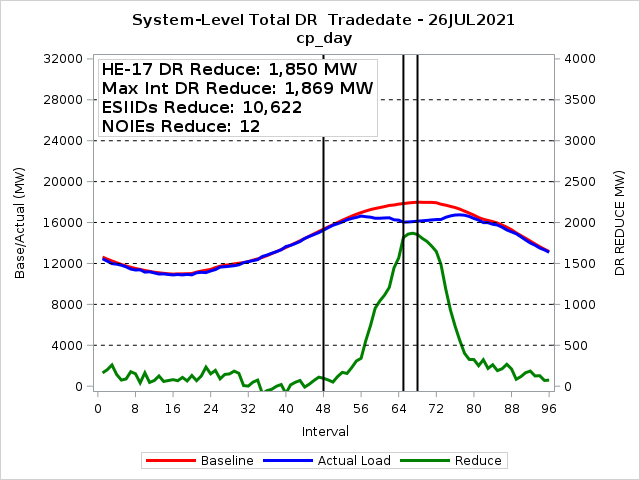 System-Level Total DR  Tradedate - 26JUL2021
cp_day
HE-17 DR Reduce: 1,850 MW
Max Int DR Reduce: 1,869 MW
ESIIDs Reduce: 10,622
NOIEs Reduce: 12
Base/Actual (MW)
32000
28000
24000
20000
16000
12000
8000
4000
0
4000
3500
3000
2500
2000
1500
1000
500
0
DR REDUCE (MW)
0 8 16 24 32 40 48 56 64 72 80 88 96
Interval
Baseline Actual Load Reduce